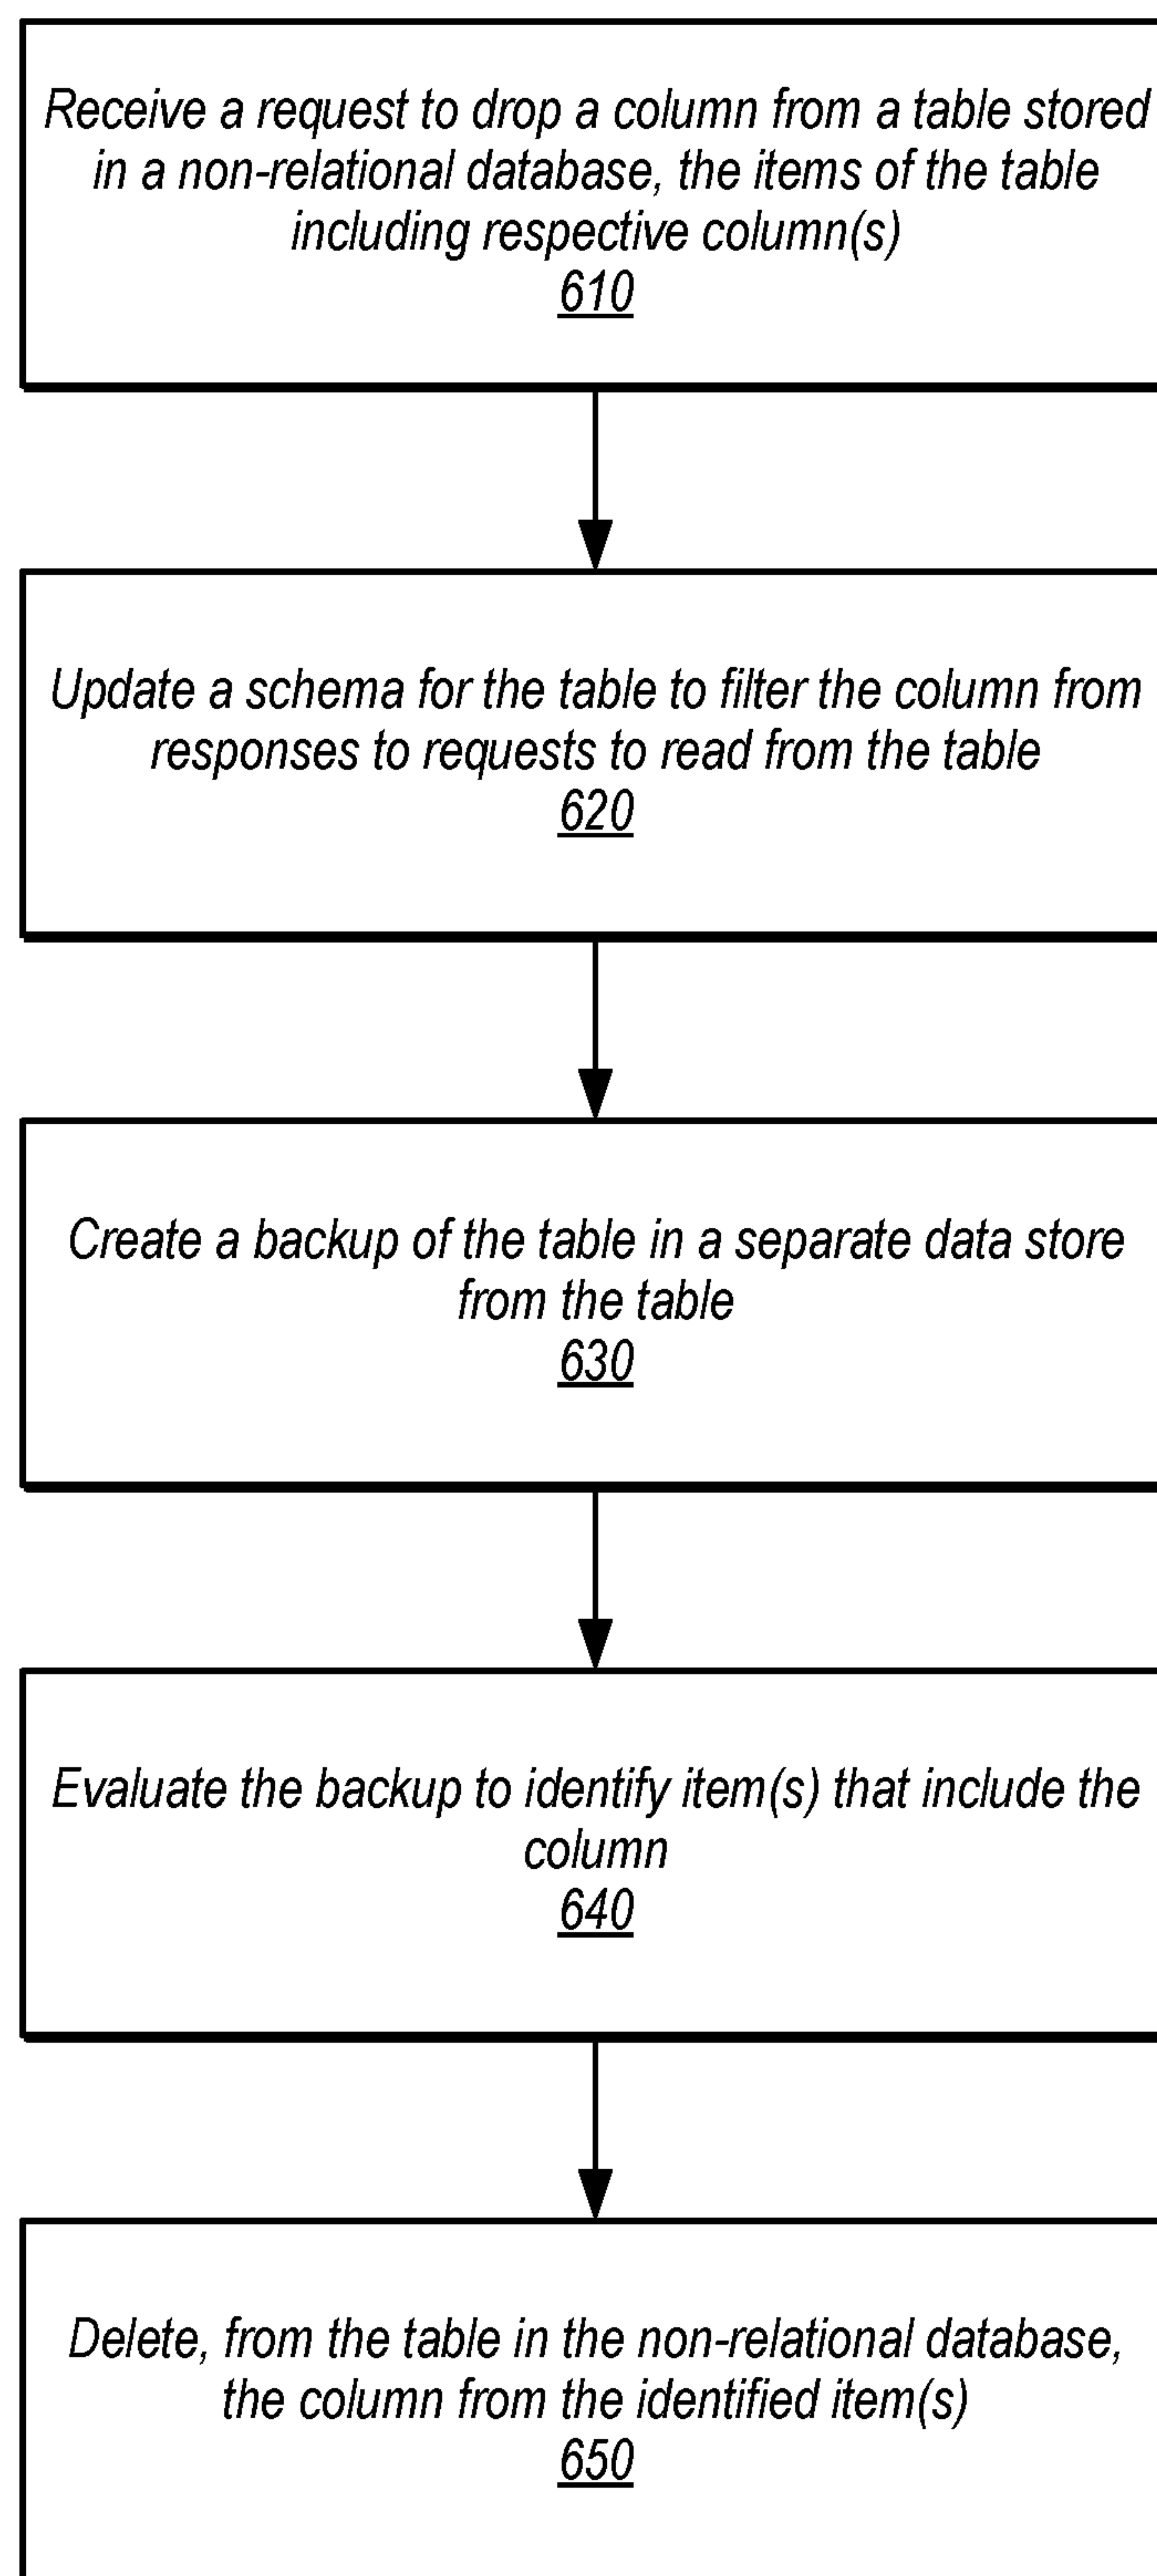 Receive a request to drop a column from a table stored
in a non-relational database, the items of the table
including respective column(s)
610
Update a schema for the table to filter the column from
responses to requests to read from the table
620
Create a backup of the table in a separate data store
from the table
630
Evaluate the backup to identify item(s) that include the
column
640
Delete, from the table in the non-relational database,
the column from the identified item(s)
650